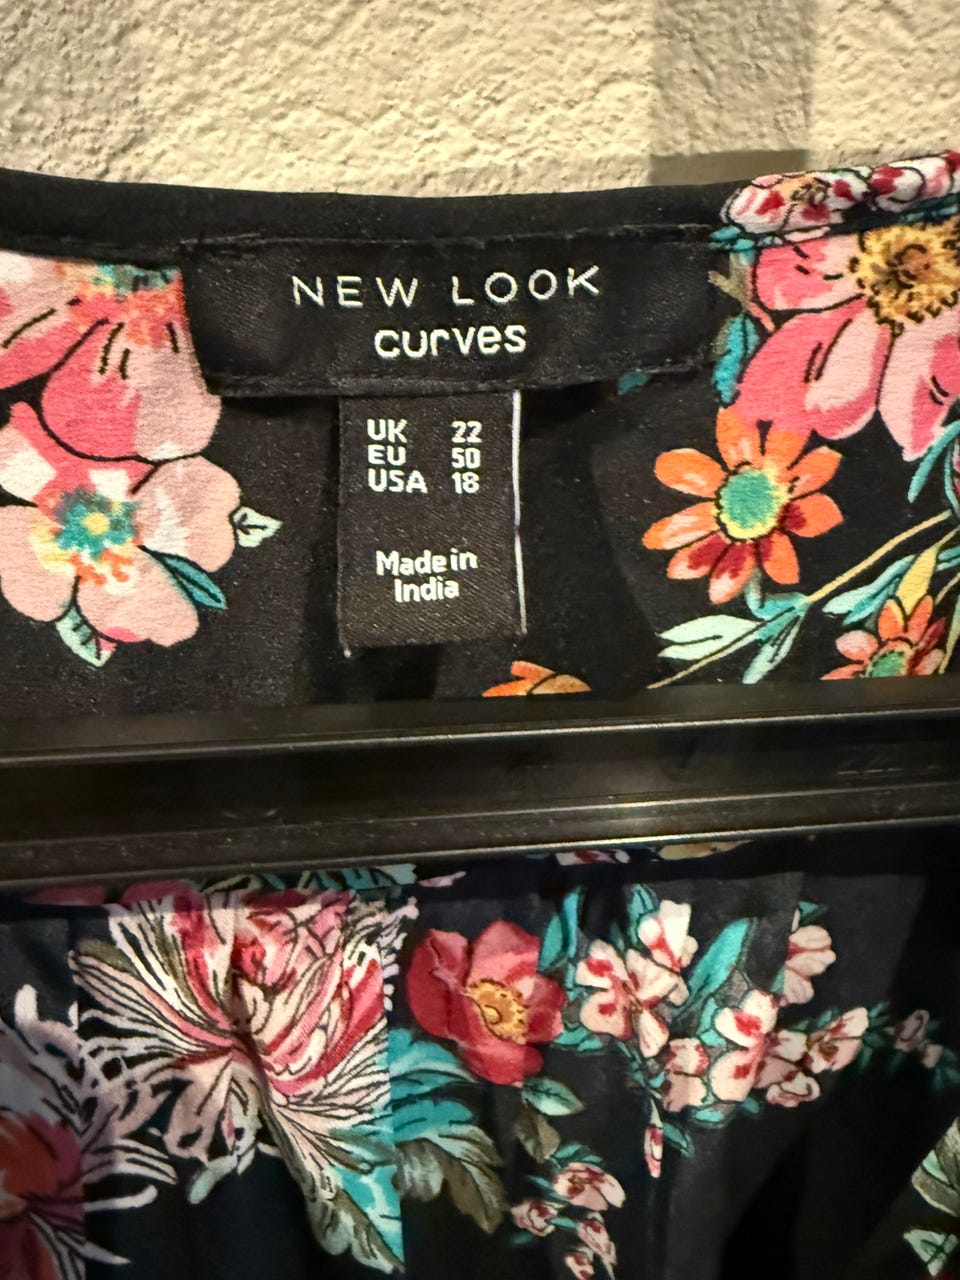 NEW LOOK
curves
UK 22
EU 50
USA 18
Made in
India